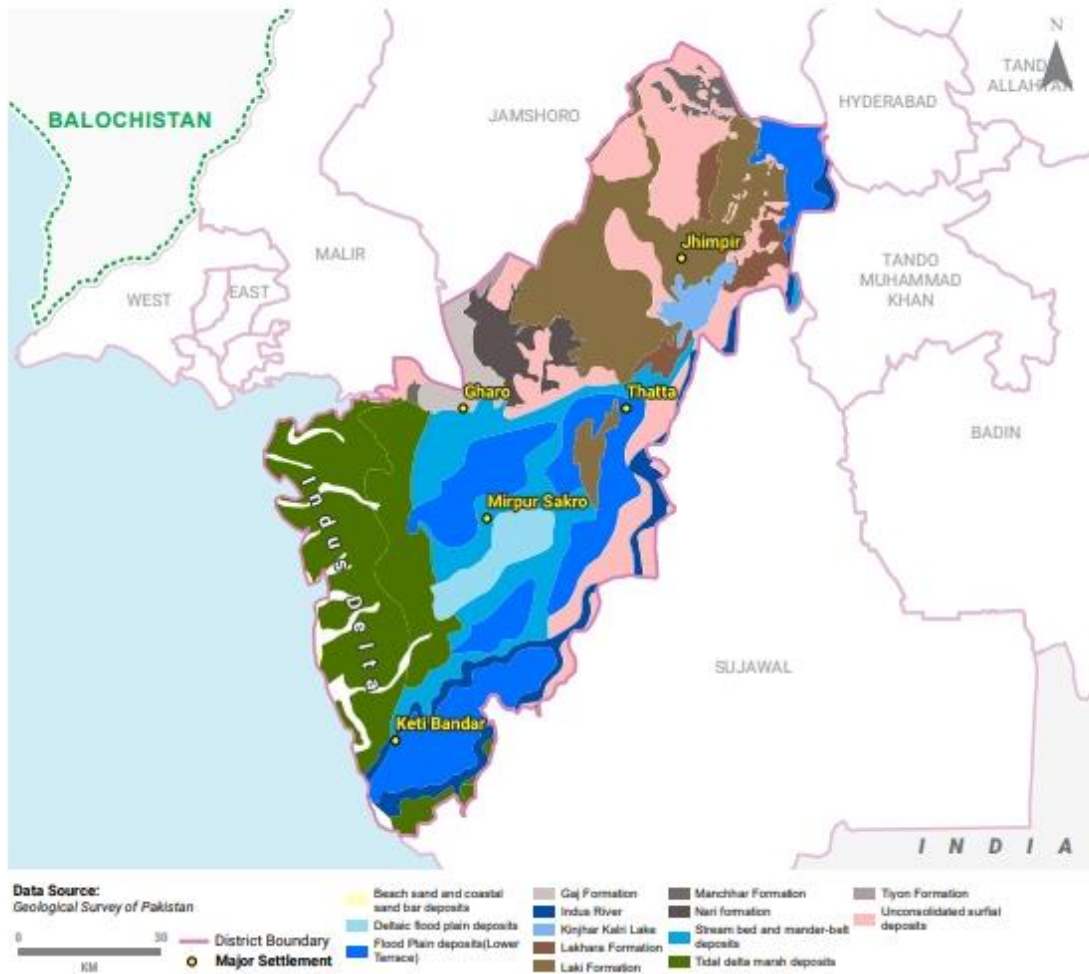 N
BALOCHISTAN
JAMSHORO
HYDERABAD
TANDO
MALIR
WEST
EAST
Jhimpir
TANDO
MUHAMMAD
KHAN
Gharo
Thatta
BADIN
Mirpur Sakro
Indus Delta
SUJAWAL
Keti Bandar
INDIA
Data Source:
Geological Survey of Pakistan
0 30
KM
District Boundary
Major Settlement
Beach sand and coastal
sand bar deposits
Deltaic flood plain deposits
Flood Plain deposits(Lower
Terrace)
Gaj Formation
Indus River
Kinjhar Kalri Lake
Lakhara Formation
Laki Formation
Manchhar Formation
Nari formation
Stream bed and mander-belt
deposits
Tidal delta marsh deposits
Tiyon Formation
Unconsolidated surfial
deposits